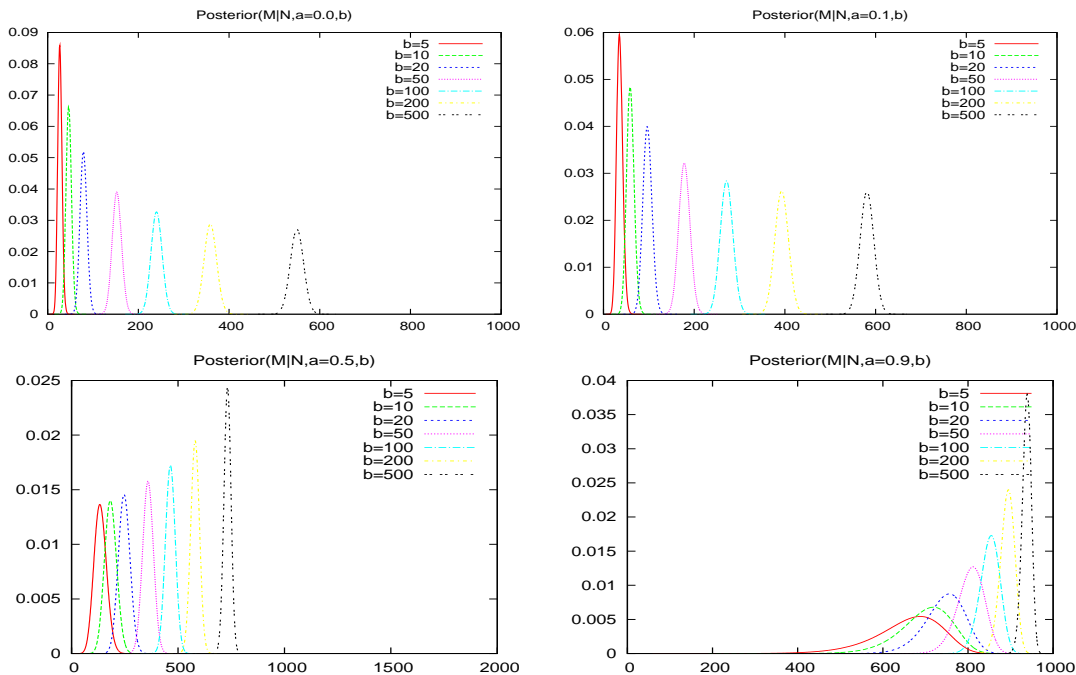 Posterior(M|N,a=0.0,b)
0.09
0.08
0.07
0.06
0.05
0.04
0.03
0.02
0.01
0
0 200 400 600 800 1000
b=5
b=10
b=20
b=50
b=100
b=200
b=500
Posterior(M|N,a=0.1,b)
0.06
0.05
0.04
0.03
0.02
0.01
0
0 200 400 600 800 1000
b=5
b=10
b=20
b=50
b=100
b=200
b=500
Posterior(M|N,a=0.5,b)
0.025
0.02
0.015
0.01
0.005
0
0 500 1000 1500 2000
b=5
b=10
b=20
b=50
b=100
b=200
b=500
Posterior(M|N,a=0.9,b)
0.04
0.035
0.03
0.025
0.02
0.015
0.01
0.005
0
0 200 400 600 800 1000
b=5
b=10
b=20
b=50
b=100
b=200
b=500